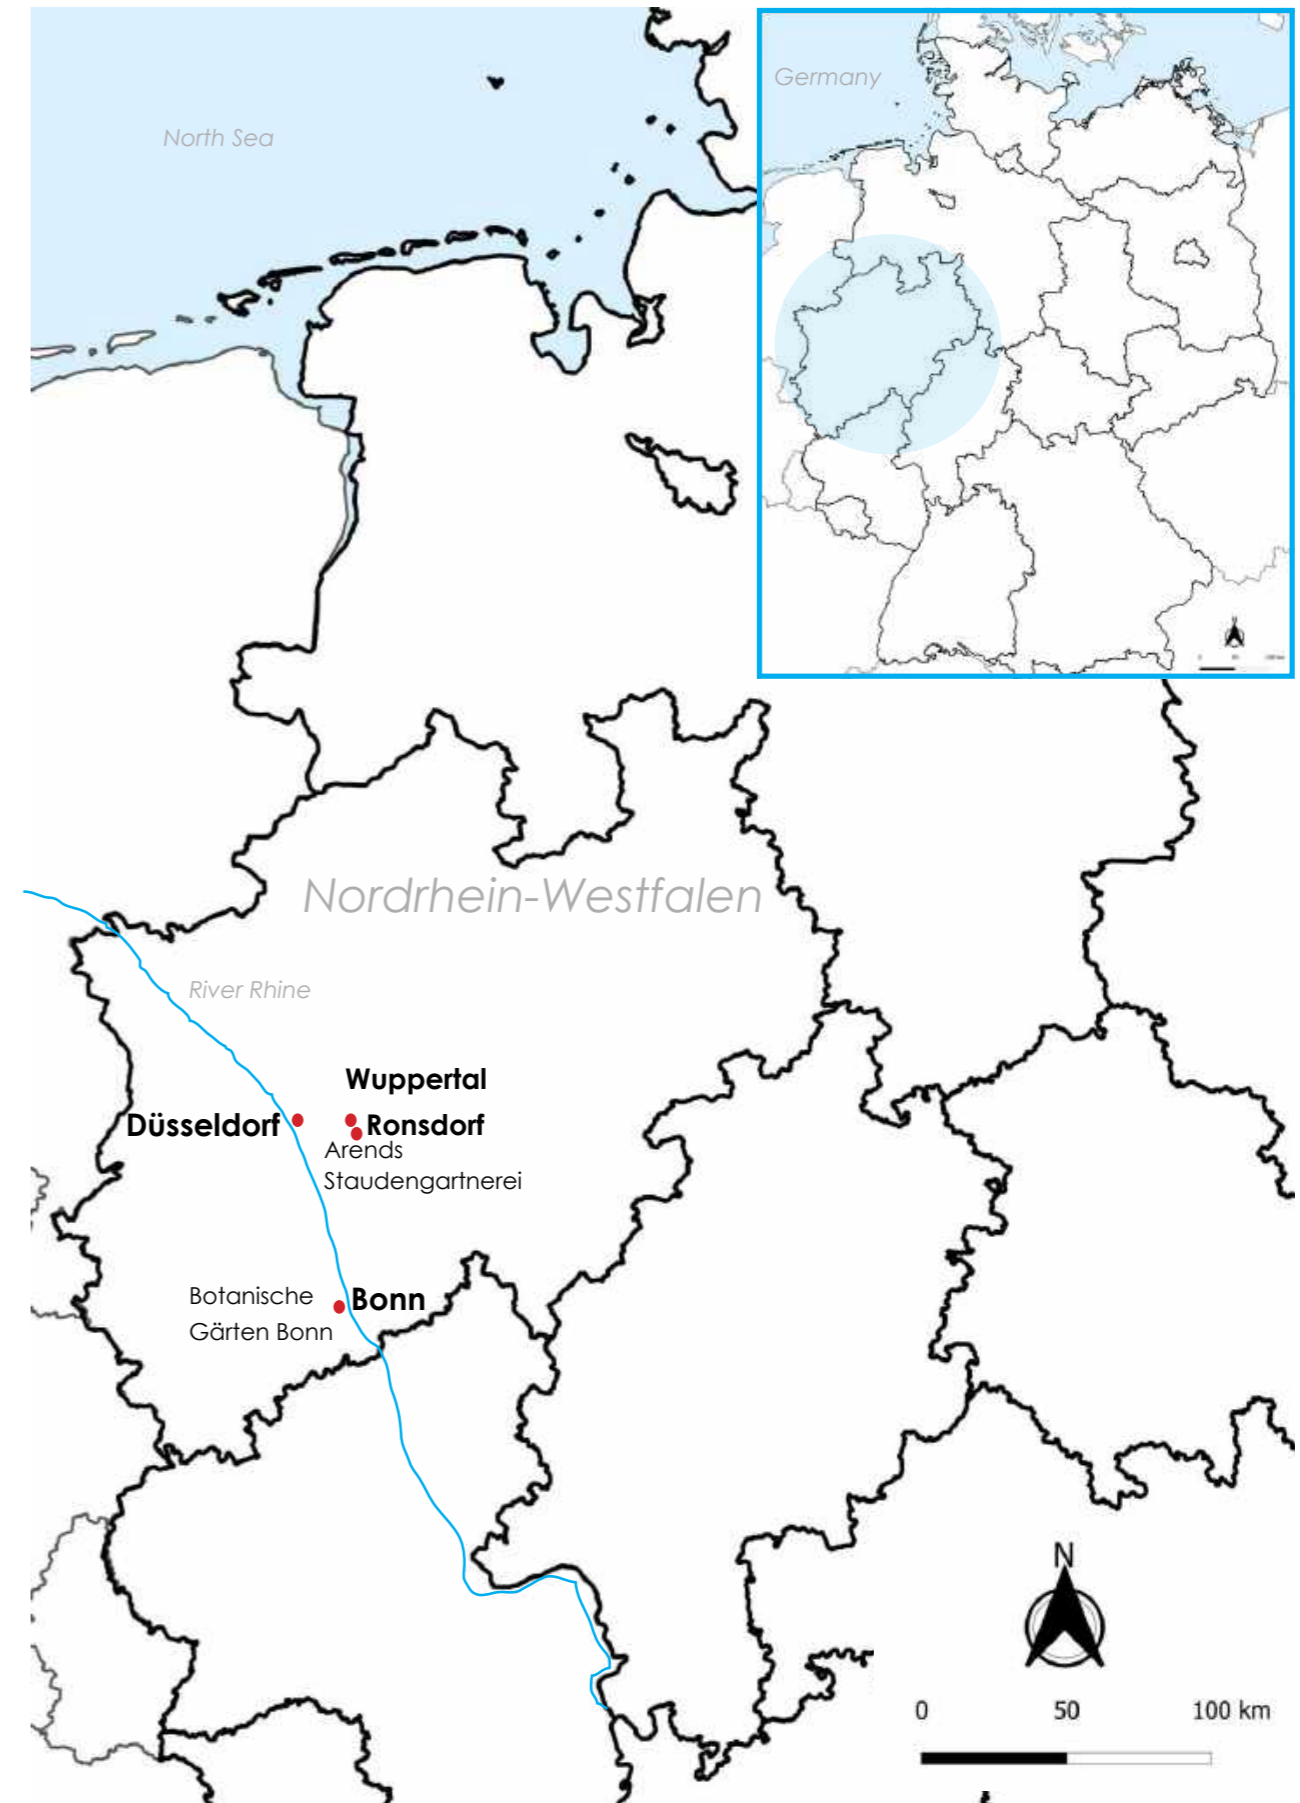 Germany
North Sea
Nordrhein-Westfalen
River Rhine
Wuppertal
Düsseldorf
Ronsdorf
Arends
Staudengartnerei
Botanische
Gärten Bonn
Bonn
N
0 50 100 km